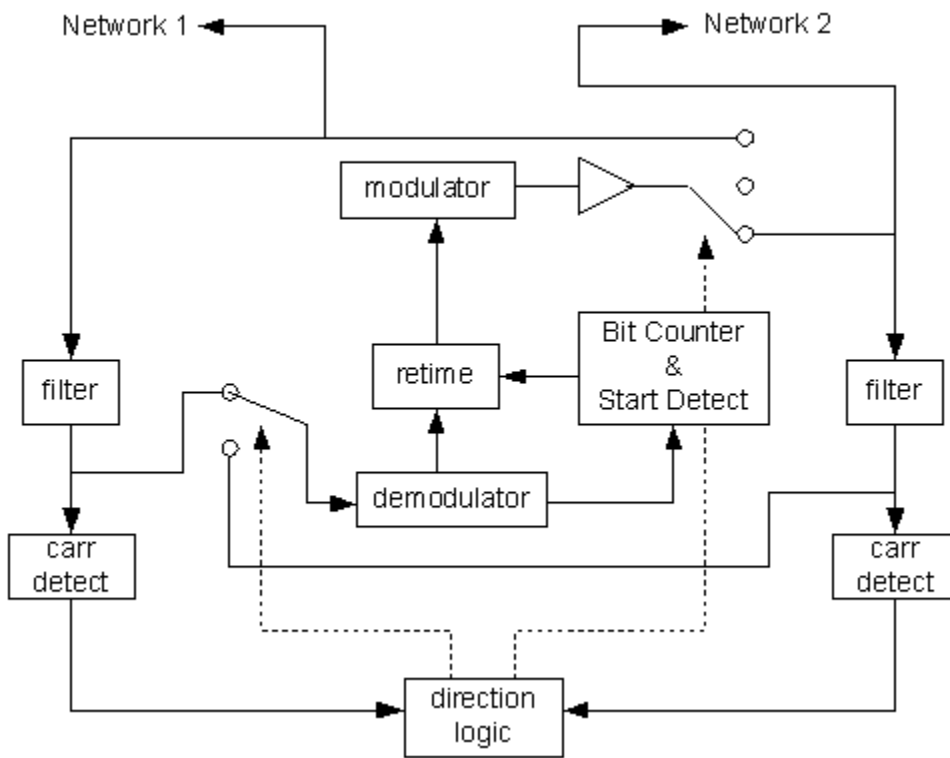 Network 1
Network 2
modulator
Bit Counter
&
Start Detect
filter
retime
filter
demodulator
carr
detect
carr
detect
direction
logic